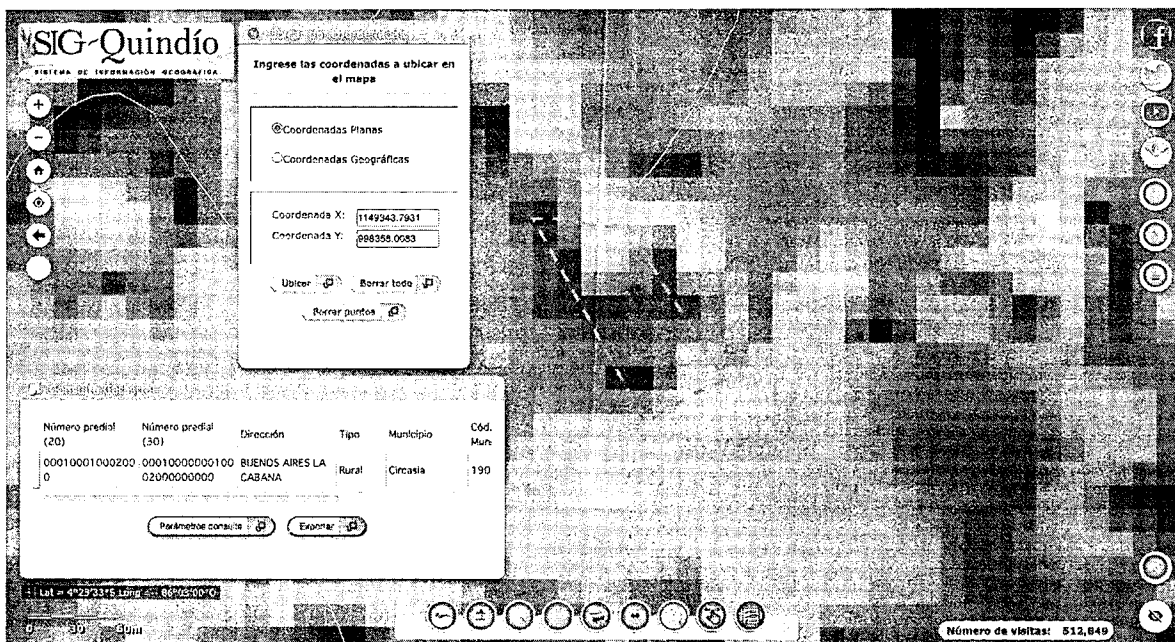 SIG-Quindío
SISTEMA DE INFORMACIÓN GEOGRÁFICA
Ingrese las coordenadas a ubicar en
el mapa
Coordenadas Planas
Coordenadas Geográficas
Coordenada X: 1149343.7931
Coordenada Y: 998358.0083
Ubicar Borrar todo
Borrar puntos
Número predial (20) Número predial (30) Dirección Tipo Municipio Cód. Mun
00010001000200 00010000000100 BUENOS AIRES LA Rural Circasia 190
0 02000000000 CABANA
Parámetros consulta Exportar
Número de visitas: 512,849